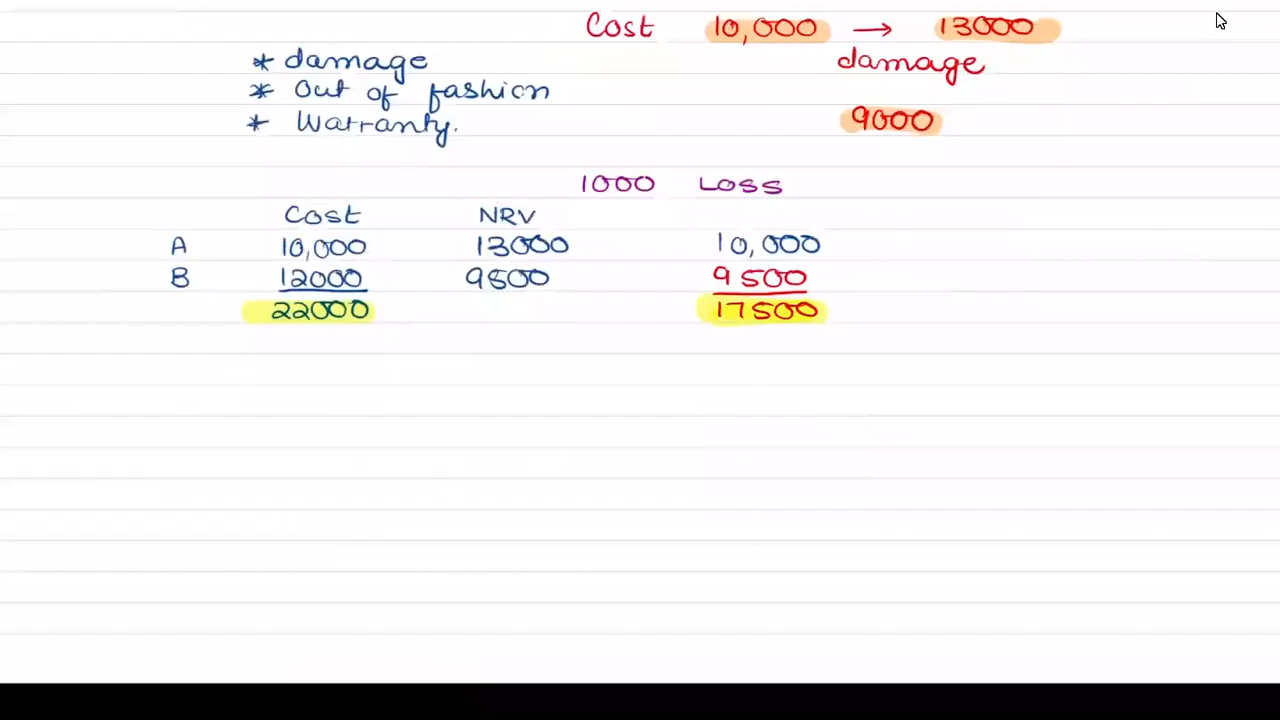 Cost 10,000 → 13000
* damage damage
* Out of fashion
* Warranty. 9000
1000 Loss
Cost NRV
A 10,000 13000 10,000
B 12000 9500 9500
22000 17500